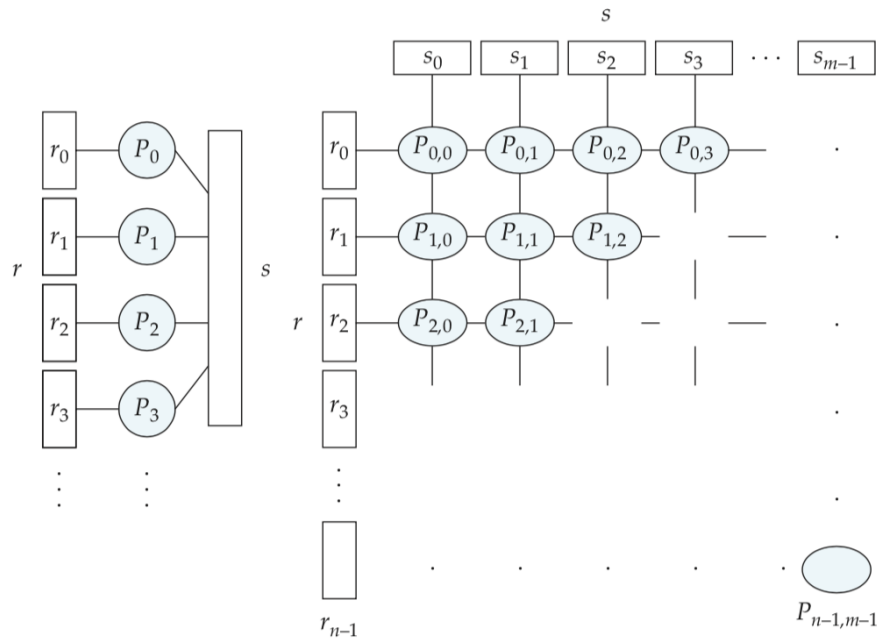 s
s₀ s₁ s₂ s₃ · · · sₘ₋₁
r₀ P₀ r₀ P₀,₀ P₀,₁ P₀,₂ P₀,₃
r₁ P₁ r₁ P₁,₀ P₁,₁ P₁,₂
r s
r₂ P₂ r r₂ P₂,₀ P₂,₁
r₃ P₃ r₃
rₙ₋₁ Pₙ₋₁,ₘ₋₁